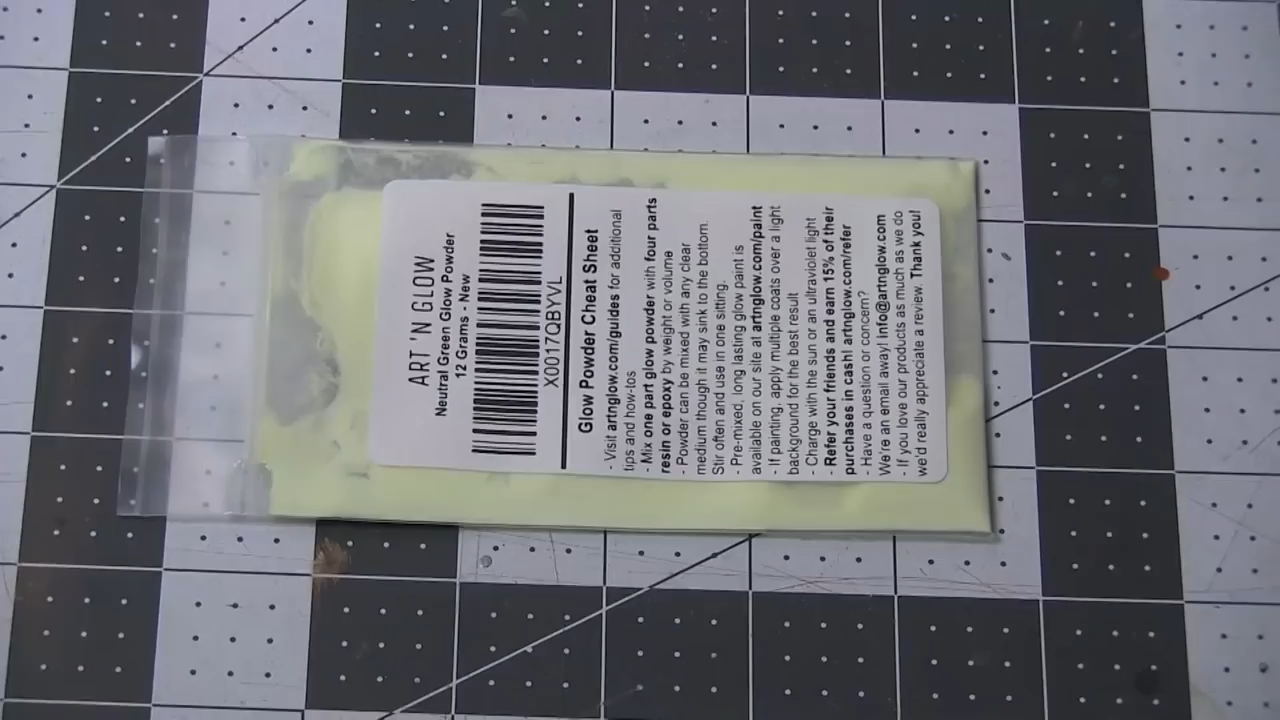 ART 'N GLOW
Neutral Green Glow Powder
12 Grams - New
X0017QBYVL
Glow Powder Cheat Sheet
- Visit artnglow.com/guides for additional
tips and how-tos
- Mix one part glow powder with four parts
resin or epoxy by weight or volume
- Powder can be mixed with any clear
medium though it may sink to the bottom.
Stir often and use in one sitting.
- Pre-mixed, long lasting glow paint is
available on our site at artnglow.com/paint
- If painting, apply multiple coats over a light
background for the best result
- Charge with the sun or an ultraviolet light
- Refer your friends and earn 15% of their
purchases in cash! artnglow.com/refer
- Have a question or concern?
We're an email away! info@artnglow.com
- If you love our products as much as we do
we'd really appreciate a review. Thank you!